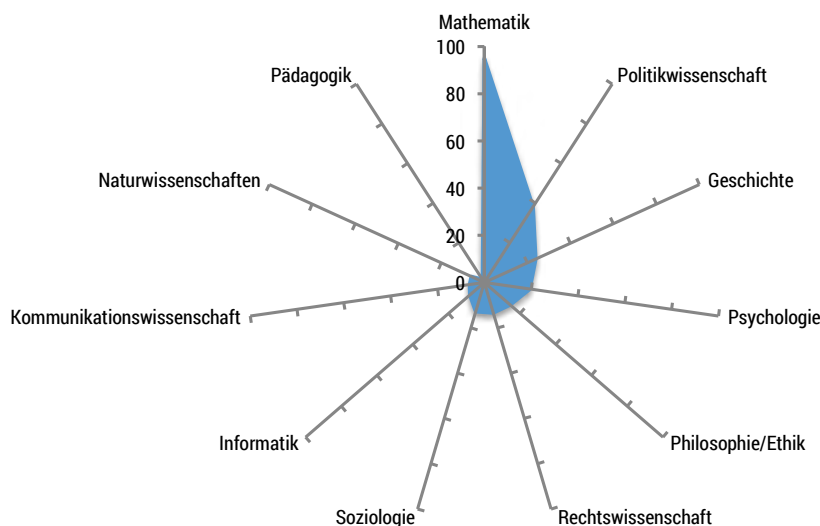 Mathematik
100
Pädagogik
Politikwissenschaft
80
60
Naturwissenschaften
Geschichte
40
20
0
Kommunikationswissenschaft
Psychologie
Informatik
Philosophie/Ethik
Soziologie
Rechtswissenschaft